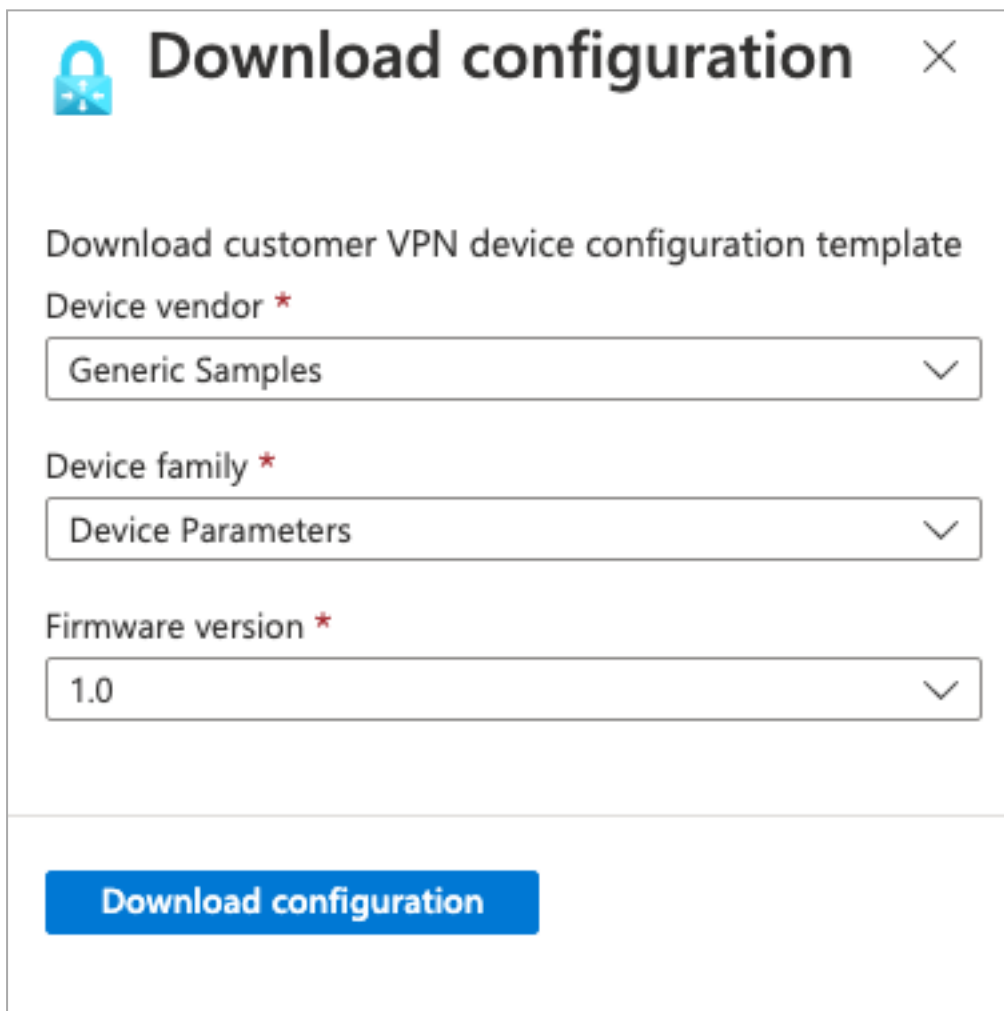 Download configuration
Download customer VPN device configuration template
Device vendor *
Generic Samples
Device family *
Device Parameters
Firmware version *
1.0
Download configuration